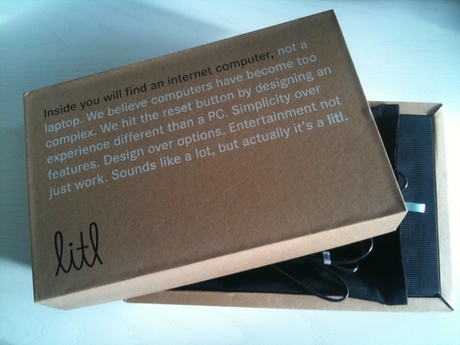 Inside you will find an internet computer, not a
laptop. We believe computers have become too
complex. We hit the reset button by designing an
experience different than a PC. Simplicity over
features. Design over options. Entertainment not
just work. Sounds like a lot, but actually it's a litl.
litl